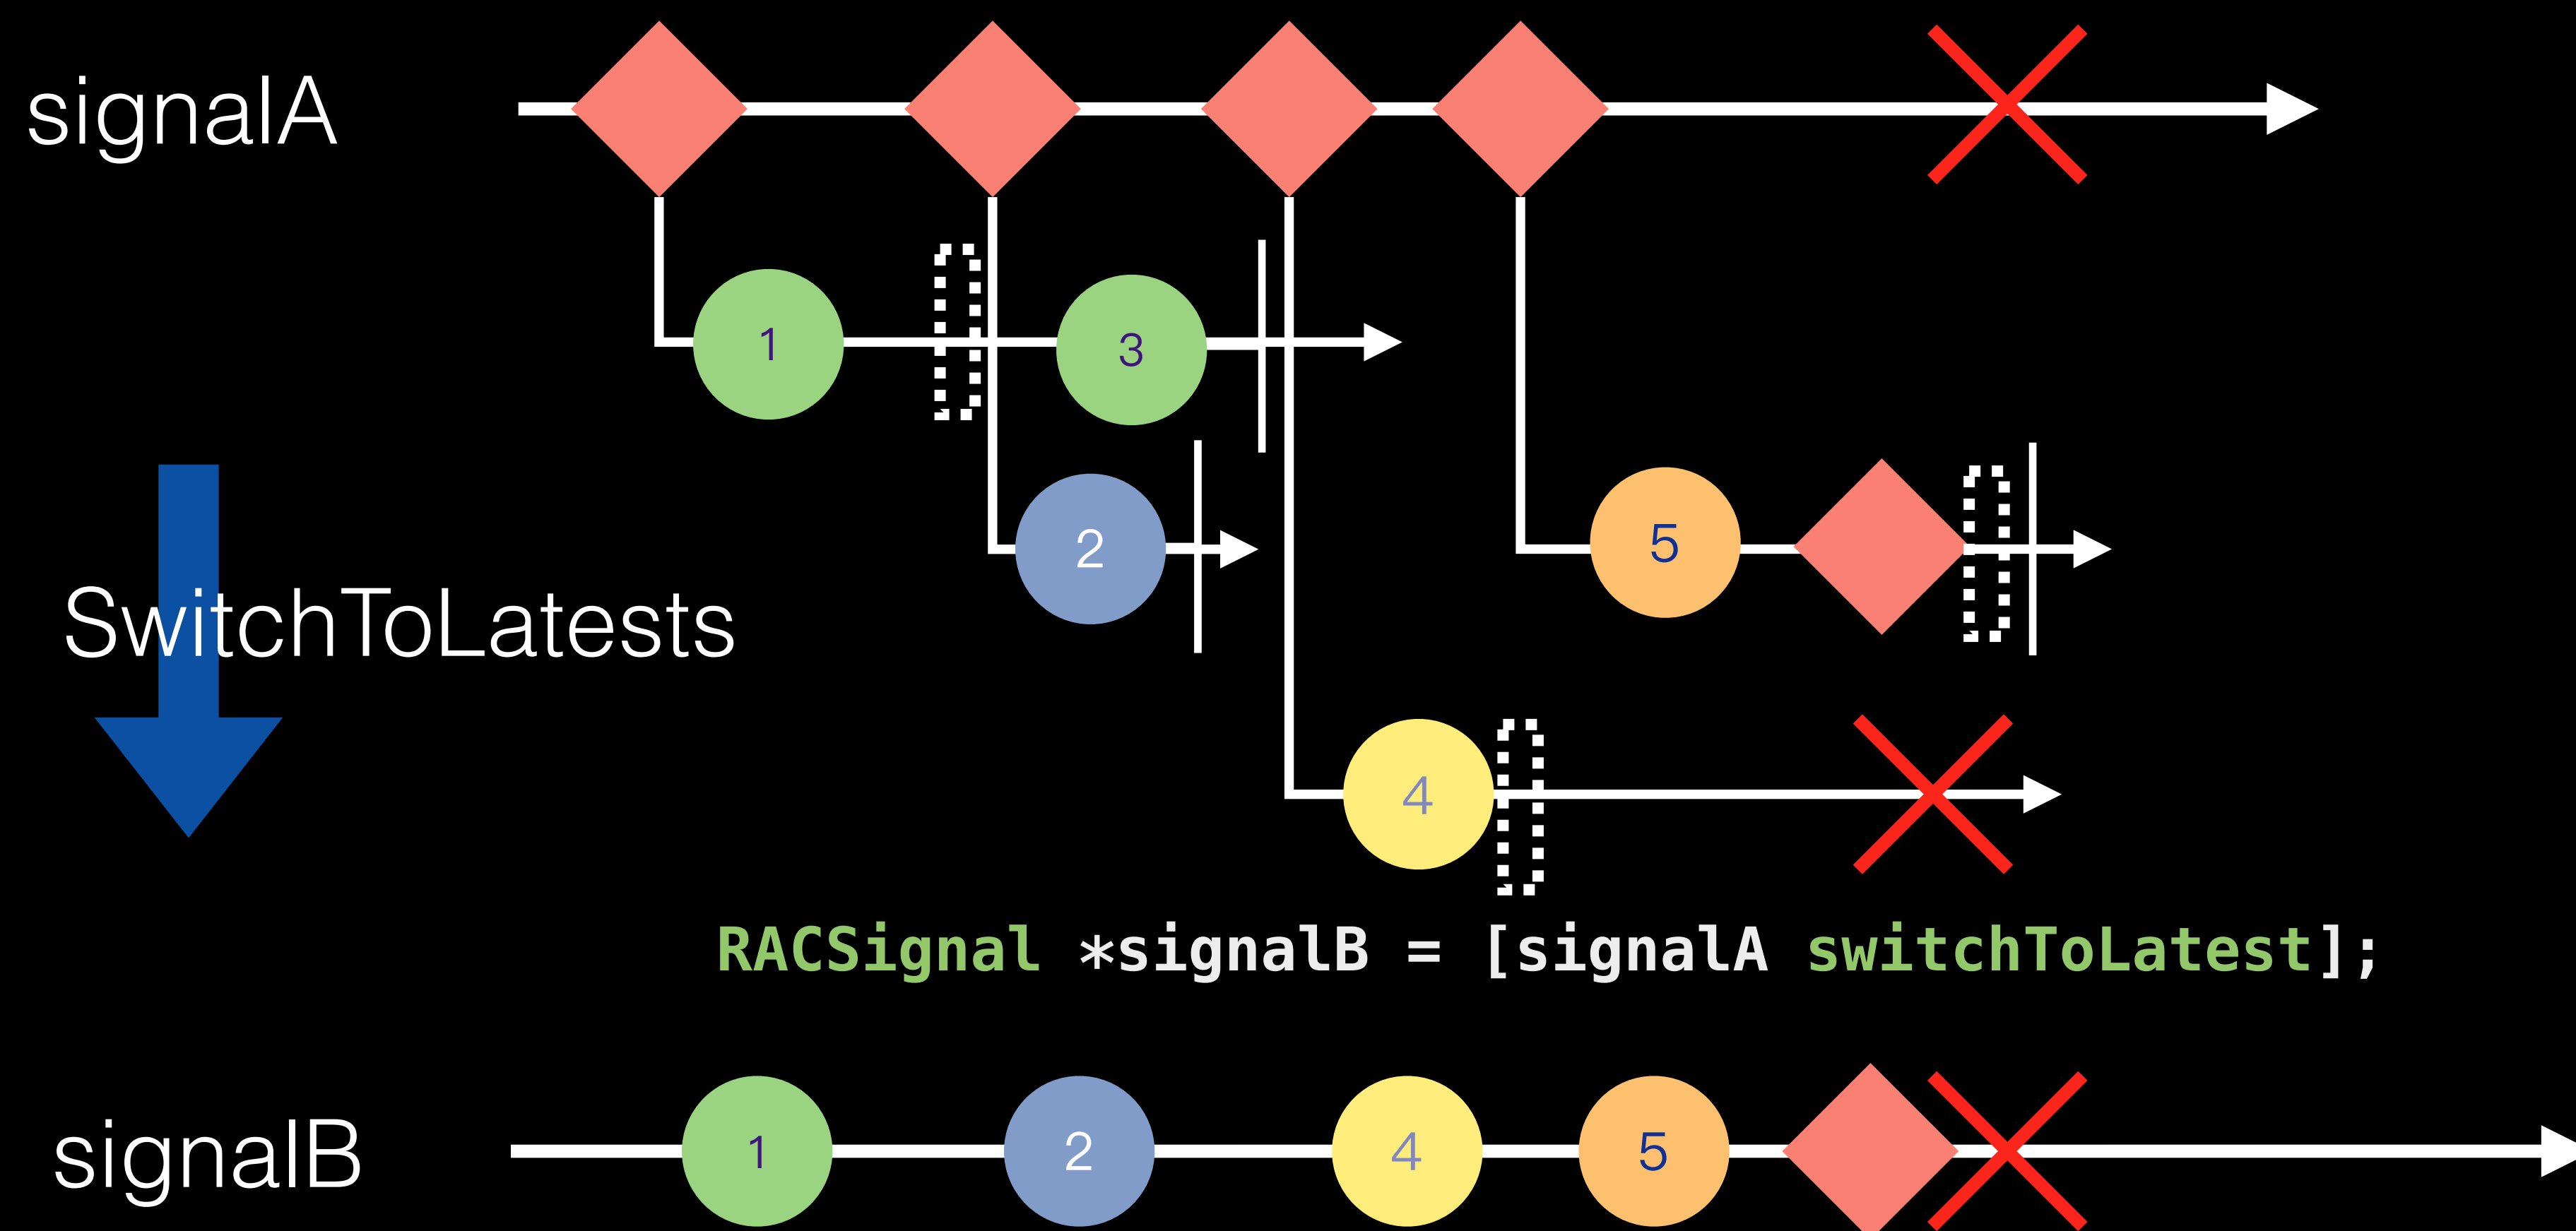 signalA
1
3
2
5
SwitchToLatests
4
RACSignal *signalB = [signalA switchToLatest];
signalB
1
2
4
5